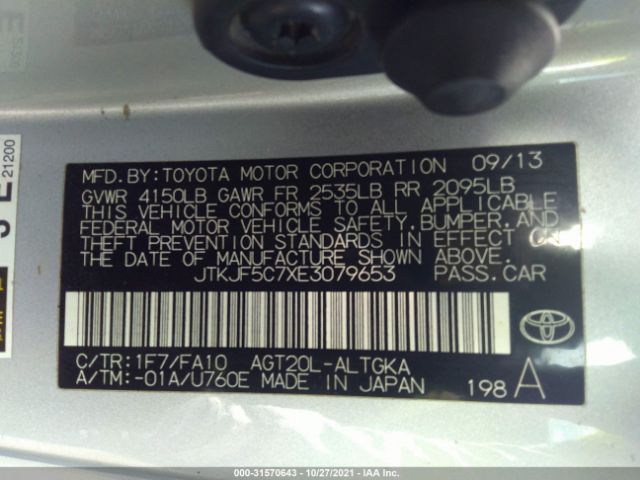 MFD.BY:TOYOTA MOTOR CORPORATION 09/13
GVWR 4150LB GAWR FR 2535LB RR 2095LB
THIS VEHICLE CONFORMS TO ALL APPLICABLE
FEDERAL MOTOR VEHICLE SAFETY,BUMPER,AND
THEFT PREVENTION STANDARDS IN EFFECT ON
THE DATE OF MANUFACTURE SHOWN ABOVE.
JTKJF5C7XE3079653 PASS.CAR
C/TR:1F7/FA10 AGT20L-ALTGKA
A/TM:-01A/U760E MADE IN JAPAN 198A
21200
000-31570643 | 10/27/2021 | IAA Inc.